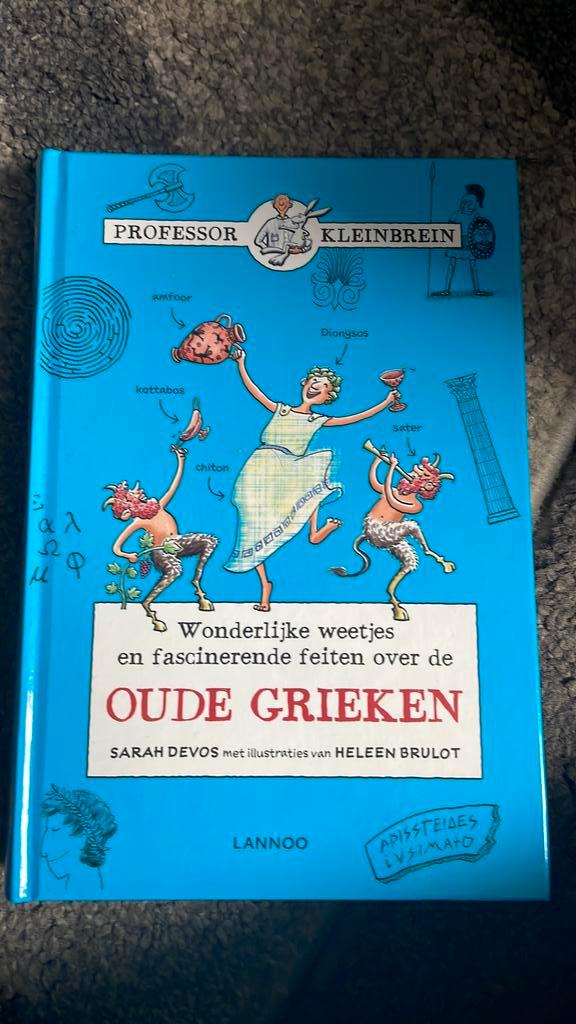 PROFESSOR KLEINBREIN
amfoor
Dionysos
kottabos
sater
chiton
α λ
Ω
μ φ
Wonderlijke weetjes
en fascinerende feiten over de
OUDE GRIEKEN
SARAH DEVOS met illustraties van HELEEN BRULOT
LANNOO